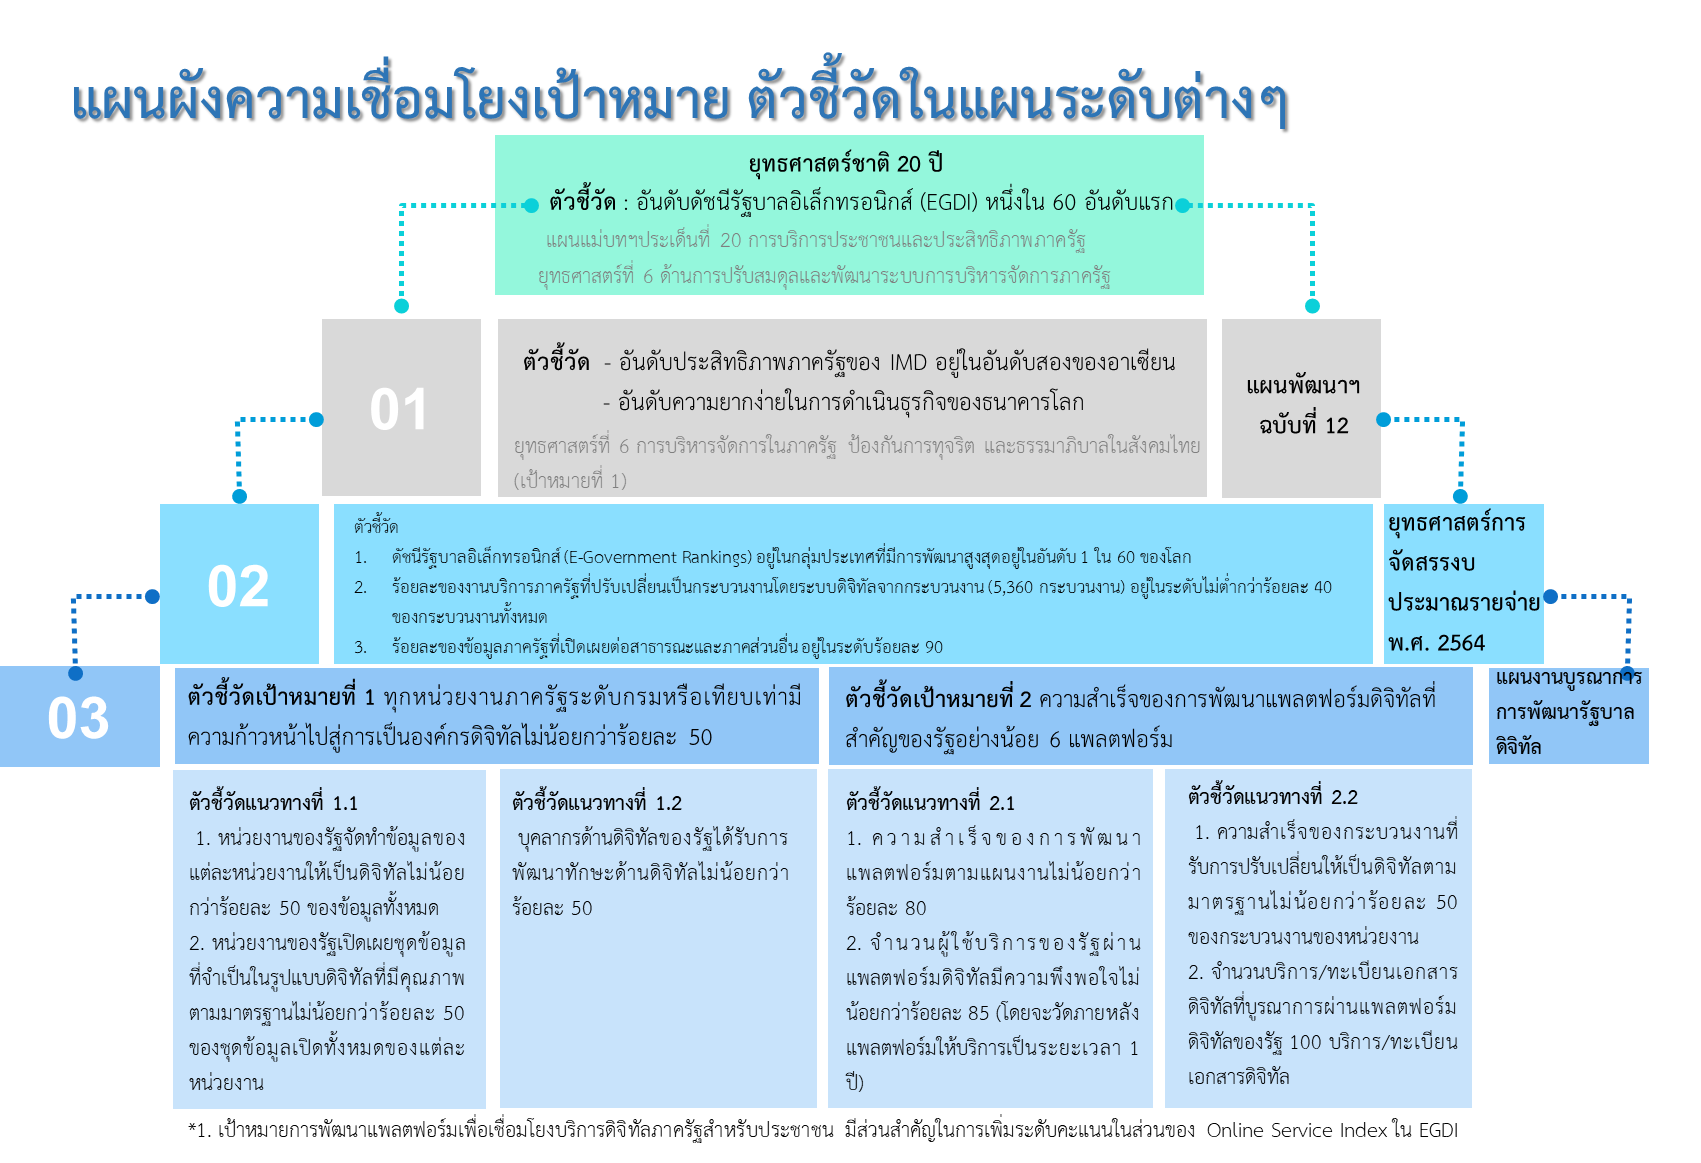 แผนผังความเชื่อมโยงเป้าหมาย ตัวชี้วัดในแผนระดับต่างๆ
ยุทธศาสตร์ชาติ 20 ปี
ตัวชี้วัด : อันดับดัชนีรัฐบาลอิเล็กทรอนิกส์ (EGDI) หนึ่งใน 60 อันดับแรก
แผนแม่บทฯประเด็นที่ 20 การบริการประชาชนและประสิทธิภาพภาครัฐ
ยุทธศาสตร์ที่ 6 ด้านการปรับสมดุลและพัฒนาระบบการบริหารจัดการภาครัฐ
01
ตัวชี้วัด - อันดับประสิทธิภาพภาครัฐของ IMD อยู่ในอันดับสองของอาเซียน
- อันดับความยากง่ายในการดำเนินธุรกิจของธนาคารโลก
ยุทธศาสตร์ที่ 6 การบริหารจัดการในภาครัฐ ป้องกันการทุจริต และธรรมาภิบาลในสังคมไทย
(เป้าหมายที่ 1)
แผนพัฒนาฯ
ฉบับที่ 12
02
ตัวชี้วัด
1. ดัชนีรัฐบาลอิเล็กทรอนิกส์ (E-Government Rankings) อยู่ในกลุ่มประเทศที่มีการพัฒนาสูงสุดอยู่ในอันดับ 1 ใน 60 ของโลก
2. ร้อยละของงานบริการภาครัฐที่ปรับเปลี่ยนเป็นกระบวนงานโดยระบบดิจิทัลจากกระบวนงาน (5,360 กระบวนงาน) อยู่ในระดับไม่ต่ำกว่าร้อยละ 40
ของกระบวนงานทั้งหมด
3. ร้อยละของข้อมูลภาครัฐที่เปิดเผยต่อสาธารณะและภาคส่วนอื่น อยู่ในระดับร้อยละ 90
ยุทธศาสตร์การ
จัดสรรงบ
ประมาณรายจ่าย
พ.ศ. 2564
03
ตัวชี้วัดเป้าหมายที่ 1 ทุกหน่วยงานภาครัฐระดับกรมหรือเทียบเท่ามี
ความก้าวหน้าไปสู่การเป็นองค์กรดิจิทัลไม่น้อยกว่าร้อยละ 50
ตัวชี้วัดเป้าหมายที่ 2 ความสำเร็จของการพัฒนาแพลตฟอร์มดิจิทัลที่
สำคัญของรัฐอย่างน้อย 6 แพลตฟอร์ม
แผนงานบูรณาการ
การพัฒนารัฐบาล
ดิจิทัล
ตัวชี้วัดแนวทางที่ 1.1
1. หน่วยงานของรัฐจัดทำข้อมูลของ
แต่ละหน่วยงานให้เป็นดิจิทัลไม่น้อย
กว่าร้อยละ 50 ของข้อมูลทั้งหมด
2. หน่วยงานของรัฐเปิดเผยชุดข้อมูล
ที่จำเป็นในรูปแบบดิจิทัลที่มีคุณภาพ
ตามมาตรฐานไม่น้อยกว่าร้อยละ 50
ของชุดข้อมูลเปิดทั้งหมดของแต่ละ
หน่วยงาน
ตัวชี้วัดแนวทางที่ 1.2
บุคลากรด้านดิจิทัลของรัฐได้รับการ
พัฒนาทักษะด้านดิจิทัลไม่น้อยกว่า
ร้อยละ 50
ตัวชี้วัดแนวทางที่ 2.1
1. ความสำเร็จของการพัฒนา
แพลตฟอร์มตามแผนงานไม่น้อยกว่า
ร้อยละ 80
2. จำนวนผู้ใช้บริการของรัฐผ่าน
แพลตฟอร์มดิจิทัลมีความพึงพอใจไม่
น้อยกว่าร้อยละ 85 (โดยจะวัดภายหลัง
แพลตฟอร์มให้บริการเป็นระยะเวลา 1
ปี)
ตัวชี้วัดแนวทางที่ 2.2
1. ความสำเร็จของกระบวนงานที่
รับการปรับเปลี่ยนให้เป็นดิจิทัลตาม
มาตรฐานไม่น้อยกว่าร้อยละ 50
ของกระบวนงานของหน่วยงาน
2. จำนวนบริการ/ทะเบียนเอกสาร
ดิจิทัลที่บูรณาการผ่านแพลตฟอร์ม
ดิจิทัลของรัฐ 100 บริการ/ทะเบียน
เอกสารดิจิทัล
*1. เป้าหมายการพัฒนาแพลตฟอร์มเพื่อเชื่อมโยงบริการดิจิทัลภาครัฐสำหรับประชาชน มีส่วนสำคัญในการเพิ่มระดับคะแนนในส่วนของ Online Service Index ใน EGDI